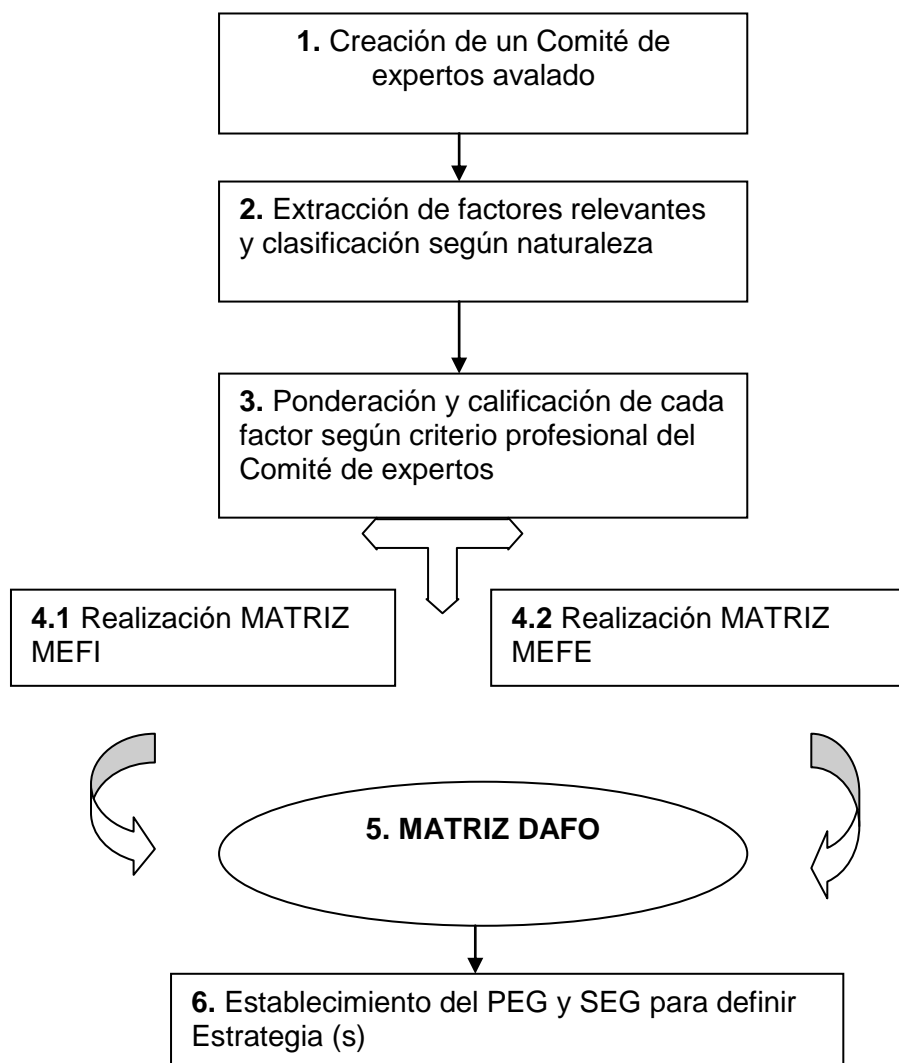 1. Creación de un Comité de
expertos avalado
2. Extracción de factores relevantes
y clasificación según naturaleza
3. Ponderación y calificación de cada
factor según criterio profesional del
Comité de expertos
4.1 Realización MATRIZ
MEFI
4.2 Realización MATRIZ
MEFE
5. MATRIZ DAFO
6. Establecimiento del PEG y SEG para definir
Estrategia (s)